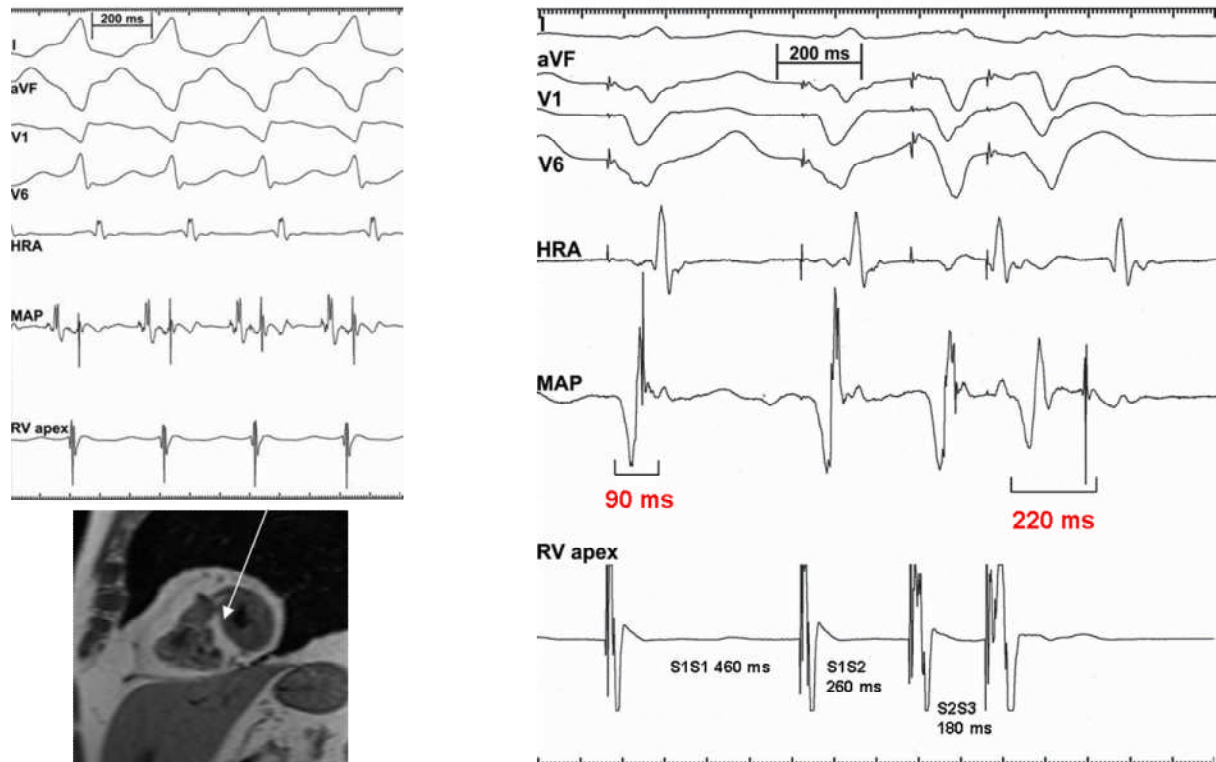 I
200 ms
aVF
V1
V6
HRA
MAP
RV apex
I
200 ms
aVF
V1
V6
HRA
MAP
90 ms
220 ms
RV apex
S1S1 460 ms
S1S2
260 ms
S2S3
180 ms